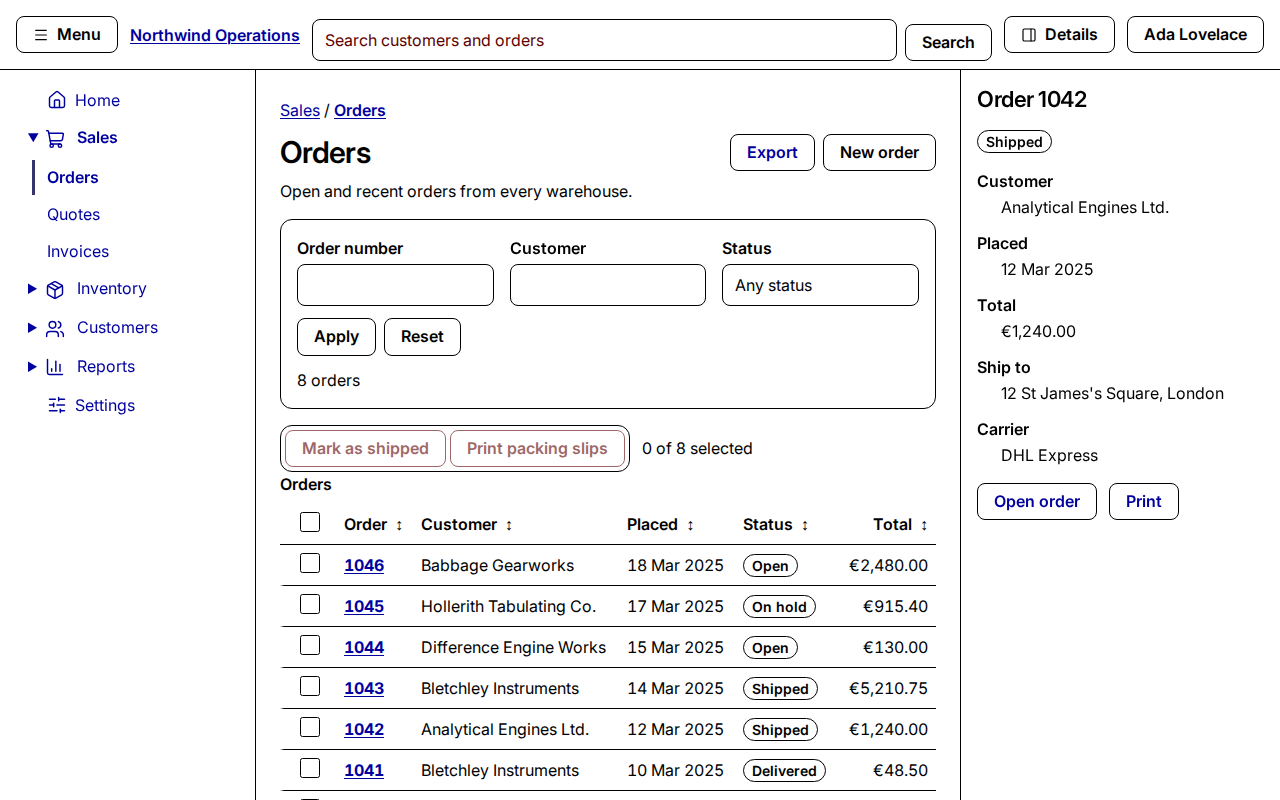 Menu
Northwind Operations
Search customers and orders
Search
Details
Ada Lovelace
Home
Sales
Orders
Quotes
Invoices
Inventory
Customers
Reports
Settings
Sales / Orders
Orders
Export
New order
Open and recent orders from every warehouse.
Order number
Customer
Status
Any status
Apply
Reset
8 orders
Mark as shipped
Print packing slips
0 of 8 selected
Orders
Order ↕ Customer ↕ Placed ↕ Status ↕ Total ↕
1046 Babbage Gearworks 18 Mar 2025 Open €2,480.00
1045 Hollerith Tabulating Co. 17 Mar 2025 On hold €915.40
1044 Difference Engine Works 15 Mar 2025 Open €130.00
1043 Bletchley Instruments 14 Mar 2025 Shipped €5,210.75
1042 Analytical Engines Ltd. 12 Mar 2025 Shipped €1,240.00
1041 Bletchley Instruments 10 Mar 2025 Delivered €48.50
Order 1042
Shipped
Customer
Analytical Engines Ltd.
Placed
12 Mar 2025
Total
€1,240.00
Ship to
12 St James's Square, London
Carrier
DHL Express
Open order
Print